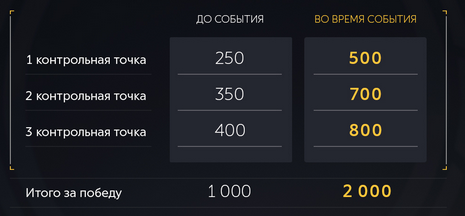 ДО СОБЫТИЯ ВО ВРЕМЯ СОБЫТИЯ
1 контрольная точка 250 500
2 контрольная точка 350 700
3 контрольная точка 400 800
Итого за победу 1 000 2 000